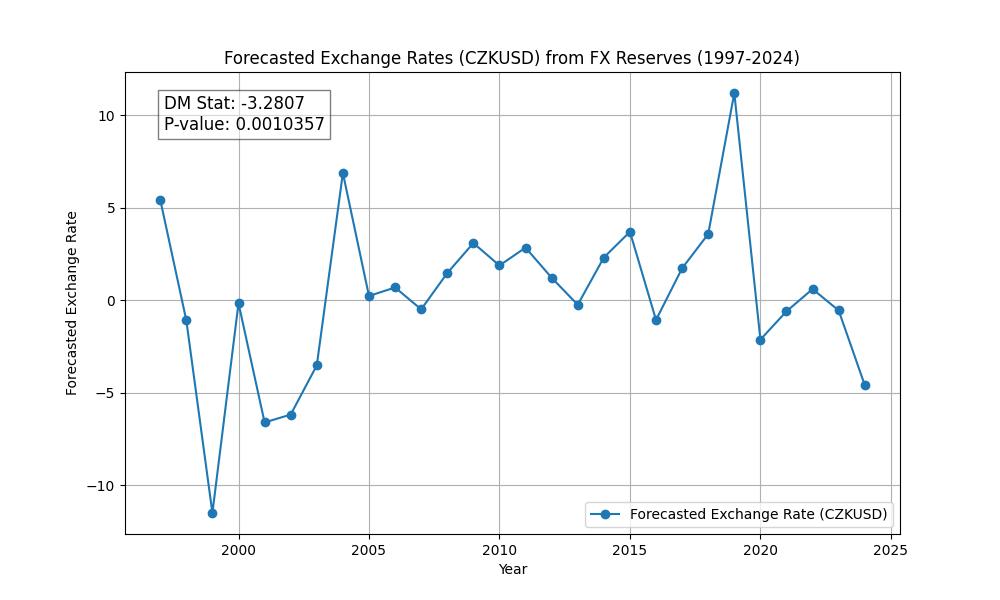 Forecasted Exchange Rates (CZKUSD) from FX Reserves (1997-2024)
DM Stat: -3.2807
P-value: 0.0010357
10
5
0
−5
−10
Forecasted Exchange Rate
Forecasted Exchange Rate (CZKUSD)
2000 2005 2010 2015 2020 2025
Year